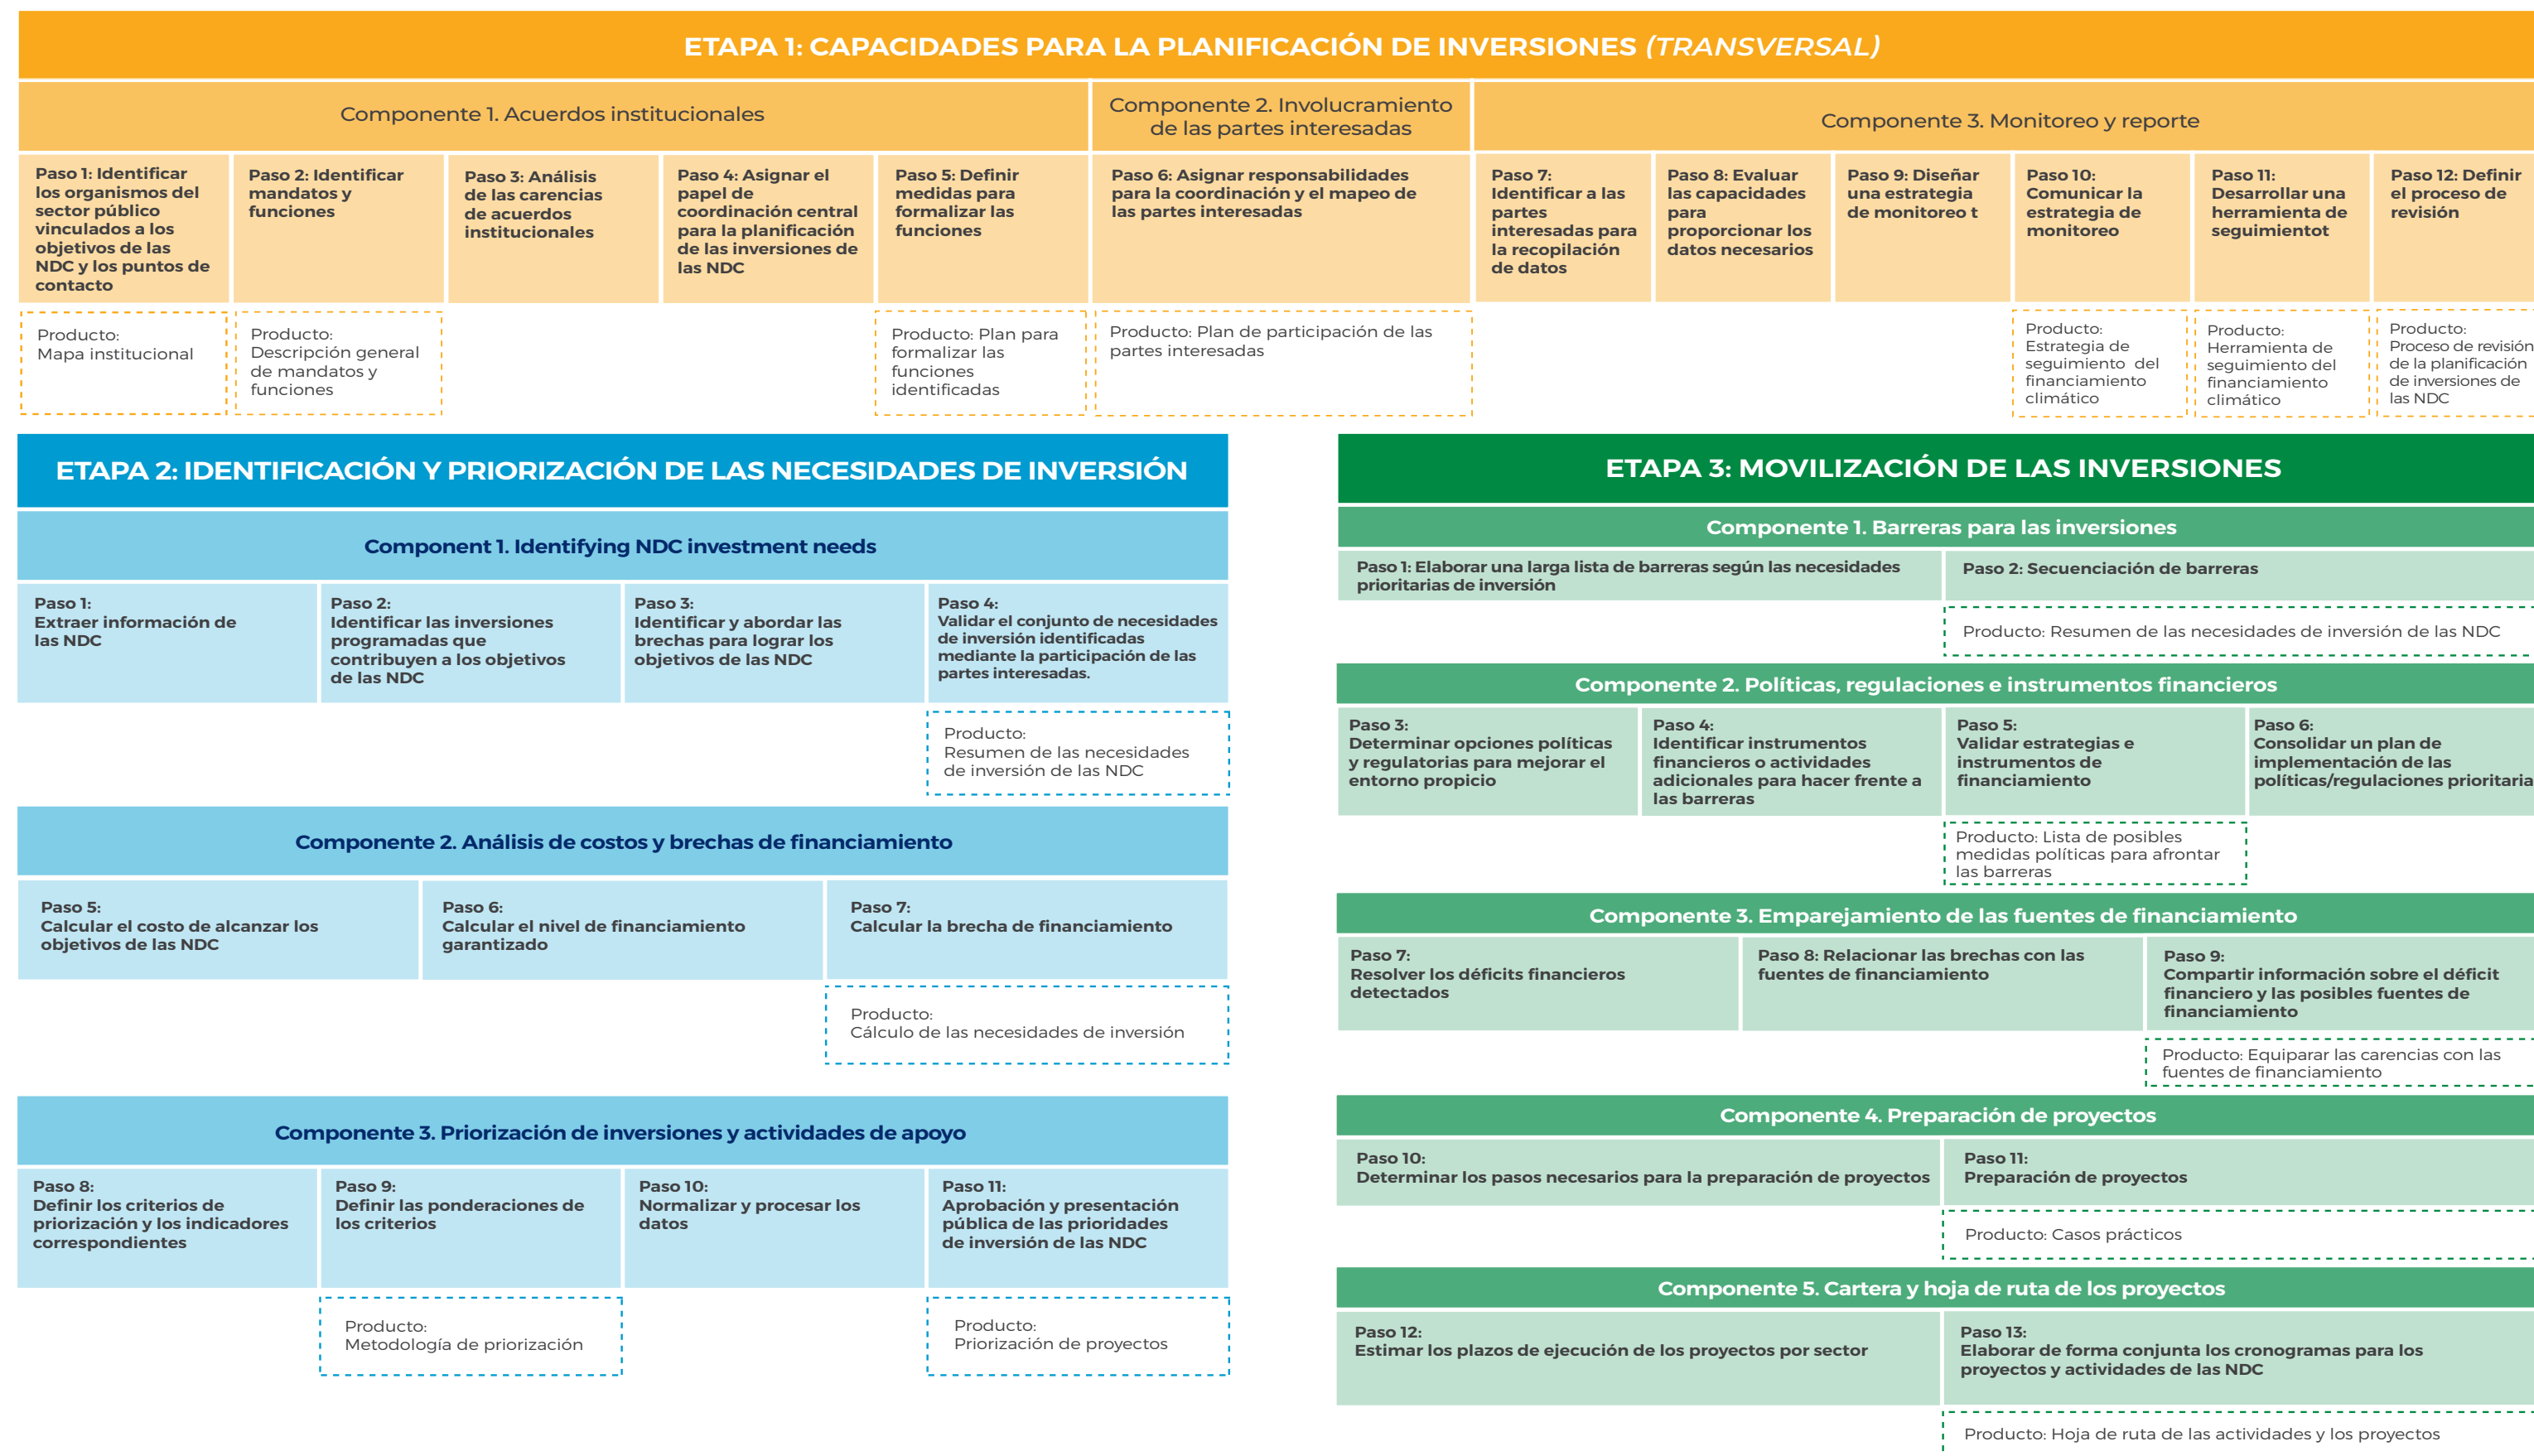 ETAPA 1: CAPACIDADES PARA LA PLANIFICACIÓN DE INVERSIONES (TRANSVERSAL)
Componente 1. Acuerdos institucionales
Componente 2. Involucramiento
de las partes interesadas
Componente 3. Monitoreo y reporte
Paso 1: Identificar
los organismos del
sector público
vinculados a los
objetivos de las
NDC y los puntos de
contacto
Paso 2: Identificar
mandatos y
funciones
Paso 3: Análisis
de las carencias
de acuerdos
institucionales
Paso 4: Asignar el
papel de
coordinación central
para la planificación
de las inversiones de
las NDC
Paso 5: Definir
medidas para
formalizar las
funciones
Paso 6: Asignar responsabilidades
para la coordinación y el mapeo de
las partes interesadas
Paso 7:
Identificar a las
partes
interesadas para
la recopilación
de datos
Paso 8: Evaluar
las capacidades
para
proporcionar los
datos necesarios
Paso 9: Diseñar
una estrategia
de monitoreo t
Paso 10:
Comunicar la
estrategia de
monitoreo
Paso 11:
Desarrollar una
herramienta de
seguimientot
Paso 12: Definir
el proceso de
revisión
Producto:
Mapa institucional
Producto:
Descripción general
de mandatos y
funciones
Producto: Plan para
formalizar las
funciones
identificadas
Producto: Plan de participación de las
partes interesadas
Producto:
Estrategia de
seguimiento del
financiamiento
climático
Producto:
Herramienta de
seguimiento del
financiamiento
climático
Producto:
Proceso de revisión
de la planificación
de inversiones de
las NDC
ETAPA 2: IDENTIFICACIÓN Y PRIORIZACIÓN DE LAS NECESIDADES DE INVERSIÓN
Component 1. Identifying NDC investment needs
Paso 1:
Extraer información de
las NDC
Paso 2:
Identificar las inversiones
programadas que
contribuyen a los objetivos
de las NDC
Paso 3:
Identificar y abordar las
brechas para lograr los
objetivos de las NDC
Paso 4:
Validar el conjunto de necesidades
de inversión identificadas
mediante la participación de las
partes interesadas.
Producto:
Resumen de las necesidades
de inversión de las NDC
Componente 2. Análisis de costos y brechas de financiamiento
Paso 5:
Calcular el costo de alcanzar los
objetivos de las NDC
Paso 6:
Calcular el nivel de financiamiento
garantizado
Paso 7:
Calcular la brecha de financiamiento
Producto:
Cálculo de las necesidades de inversión
Componente 3. Priorización de inversiones y actividades de apoyo
Paso 8:
Definir los criterios de
priorización y los indicadores
correspondientes
Paso 9:
Definir las ponderaciones de
los criterios
Paso 10:
Normalizar y procesar los
datos
Paso 11:
Aprobación y presentación
pública de las prioridades
de inversión de las NDC
Producto:
Metodología de priorización
Producto:
Priorización de proyectos
ETAPA 3: MOVILIZACIÓN DE LAS INVERSIONES
Componente 1. Barreras para las inversiones
Paso 1: Elaborar una larga lista de barreras según las necesidades
prioritarias de inversión
Paso 2: Secuenciación de barreras
Producto: Resumen de las necesidades de inversión de las NDC
Componente 2. Políticas, regulaciones e instrumentos financieros
Paso 3:
Determinar opciones políticas
y regulatorias para mejorar el
entorno propicio
Paso 4:
Identificar instrumentos
financieros o actividades
adicionales para hacer frente a
las barreras
Paso 5:
Validar estrategias e
instrumentos de
financiamiento
Paso 6:
Consolidar un plan de
implementación de las
políticas/regulaciones prioritaria
Producto: Lista de posibles
medidas políticas para afrontar
las barreras
Componente 3. Emparejamiento de las fuentes de financiamiento
Paso 7:
Resolver los déficits financieros
detectados
Paso 8: Relacionar las brechas con las
fuentes de financiamiento
Paso 9:
Compartir información sobre el déficit
financiero y las posibles fuentes de
financiamiento
Producto: Equiparar las carencias con las
fuentes de financiamiento
Componente 4. Preparación de proyectos
Paso 10:
Determinar los pasos necesarios para la preparación de proyectos
Paso 11:
Preparación de proyectos
Producto: Casos prácticos
Componente 5. Cartera y hoja de ruta de los proyectos
Paso 12:
Estimar los plazos de ejecución de los proyectos por sector
Paso 13:
Elaborar de forma conjunta los cronogramas para los
proyectos y actividades de las NDC
Producto: Hoja de ruta de las actividades y los proyectos